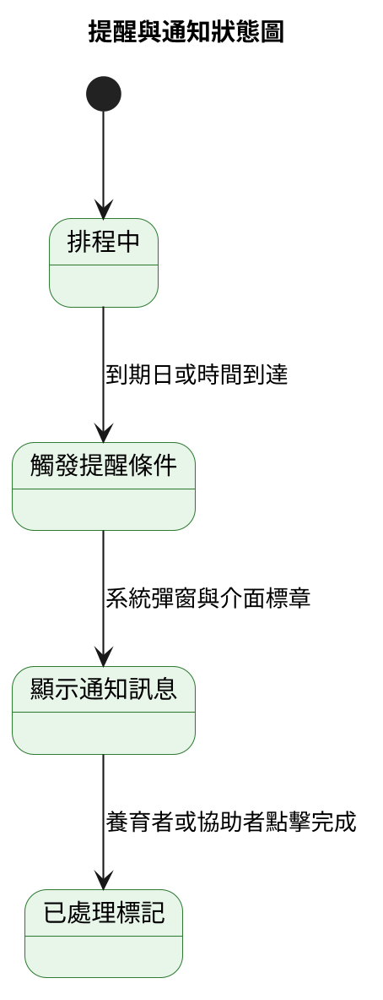 提醒與通知狀態圖
排程中
到期日或時間到達
觸發提醒條件
系統彈窗與介面標章
顯示通知訊息
養育者或協助者點擊完成
已處理標記